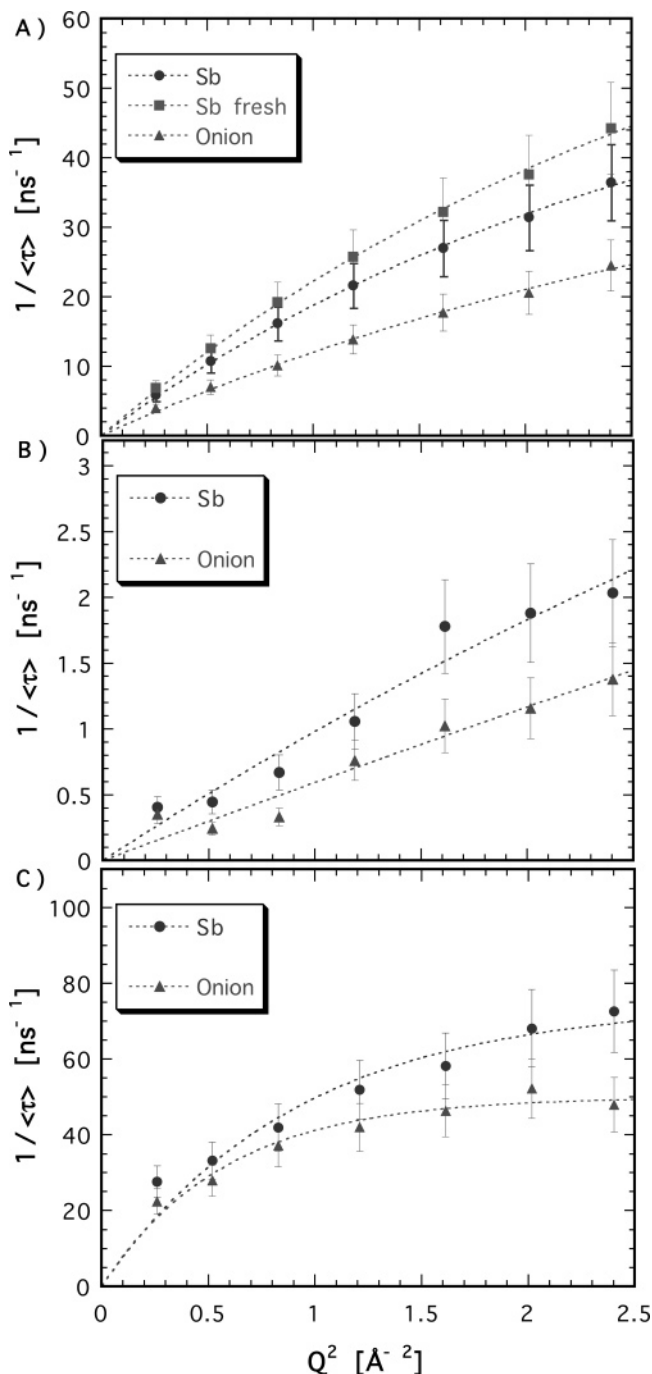 A)
60
50
40
30
20
10
0
1/<τ> [ns⁻¹]
Sb
Sb fresh
Onion
B)
3
2.5
2
1.5
1
0.5
0
1/<τ> [ns⁻¹]
Sb
Onion
C)
100
80
60
40
20
0
1/<τ> [ns⁻¹]
Sb
Onion
0 0.5 1 1.5 2 2.5
Q² [Å⁻²]